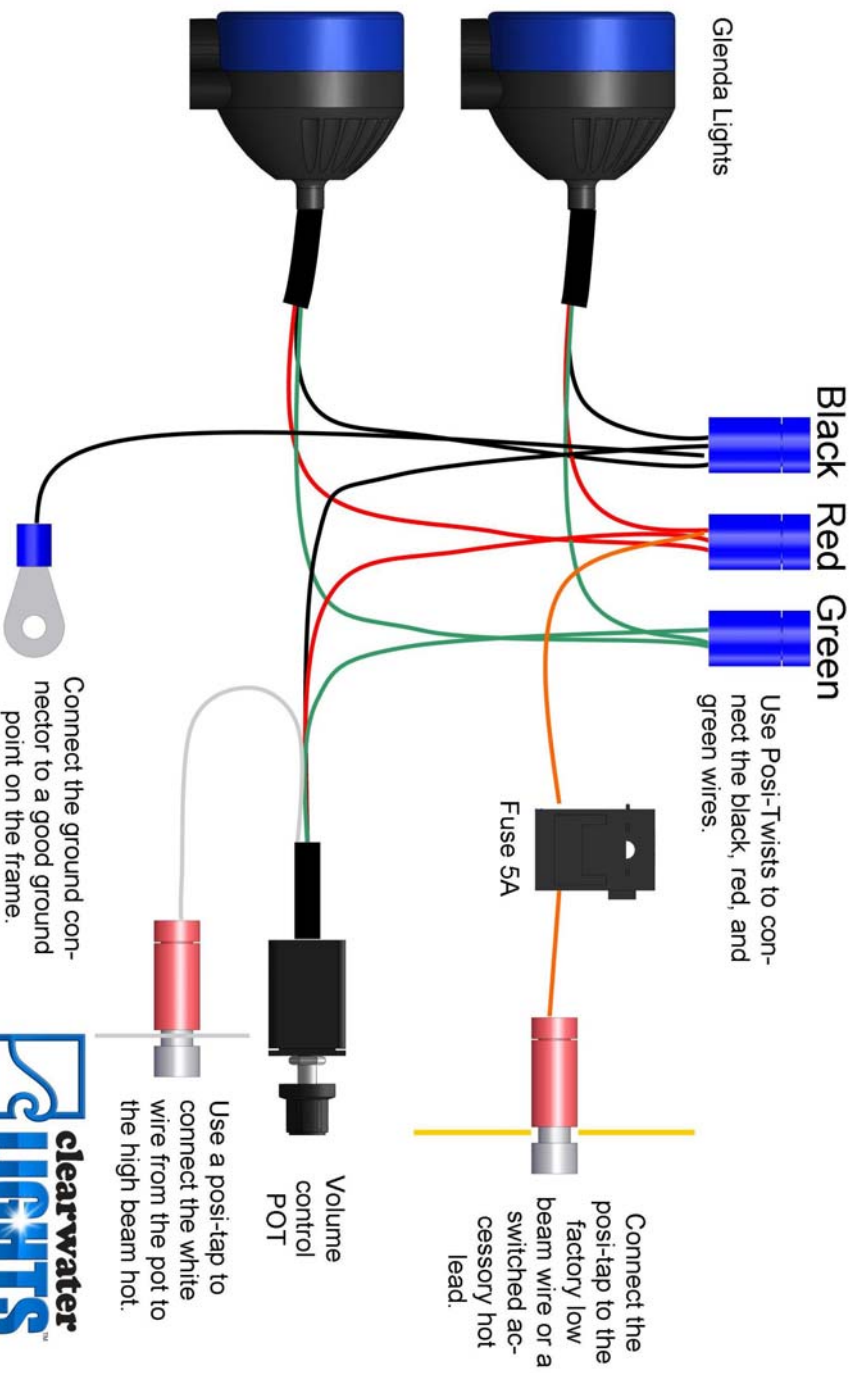 Glenda Lights
Black
Red
Green
Use Posi-Twists to con-
nect the black, red, and
green wires.
Fuse 5A
Connect the
posi-tap to the
factory low
beam wire or a
switched ac-
cessory hot
lead.
Volume
control
POT
Use a posi-tap to
connect the white
wire from the pot to
the high beam hot.
Connect the ground con-
nector to a good ground
point on the frame.
clearwater
LIGHTS™